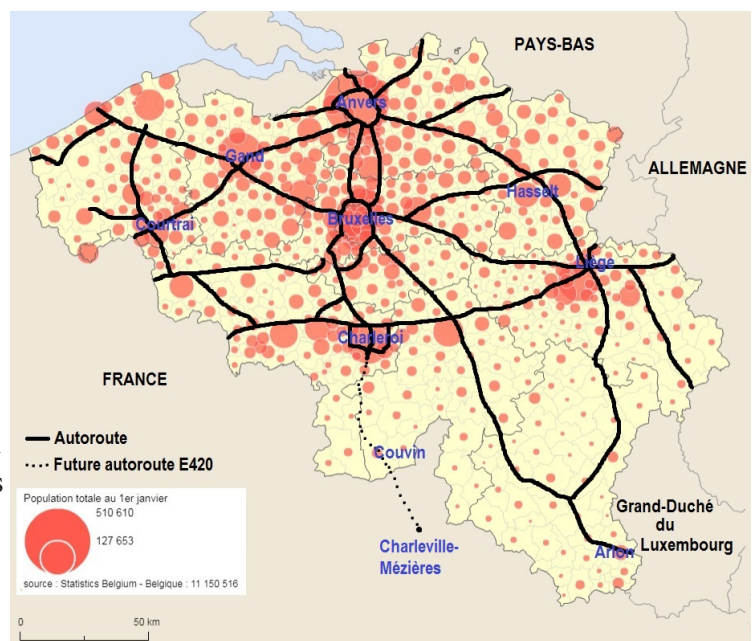 PAYS-BAS
ALLEMAGNE
Anvers
Gand
Hasselt
Courtrai
Bruxelles
Liège
Charleroi
FRANCE
Autoroute
Future autoroute E420
Couvin
Population totale au 1er janvier
510 610
127 653
source : Statistics Belgium - Belgique : 11 150 516
Grand-Duché
du
Luxembourg
Arlon
Charleville-
Mézières
0
50 km